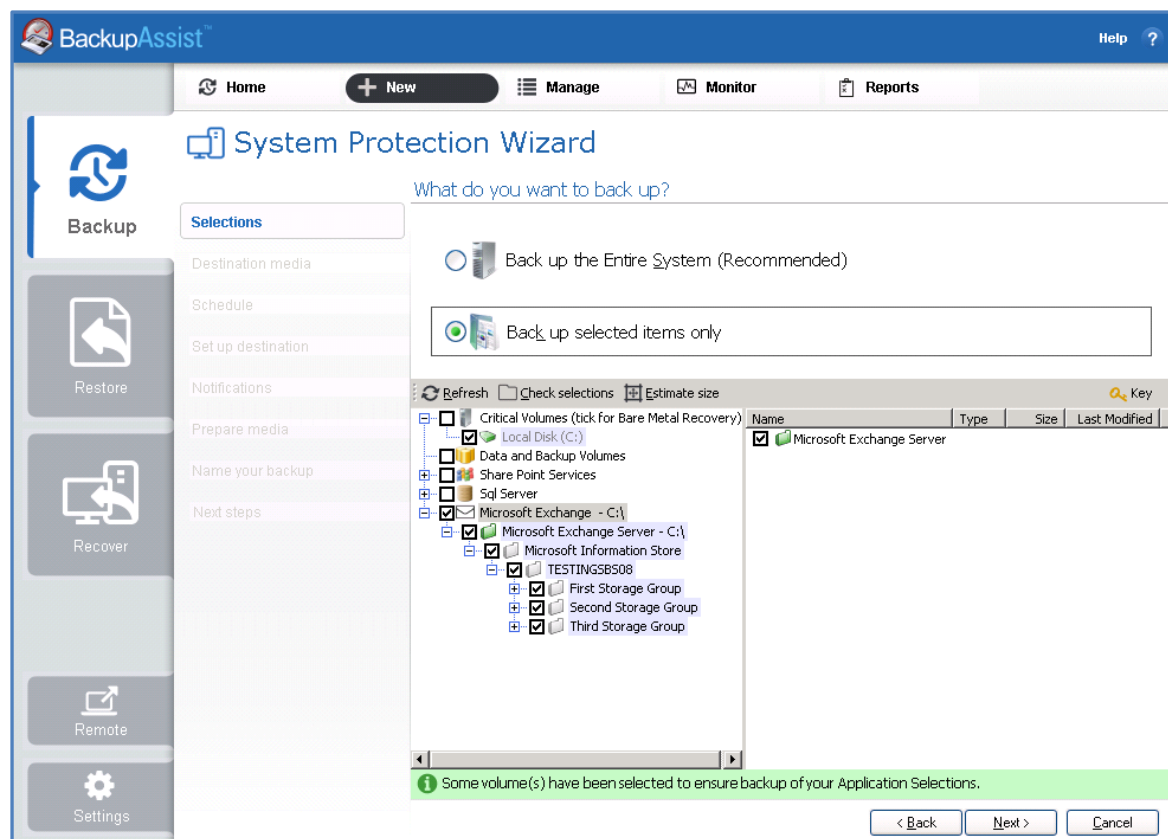 BackupAssist™
Help ?
Home New Manage Monitor Reports
System Protection Wizard
What do you want to back up?
Backup
Restore
Recover
Remote
Settings
Selections
Destination media
Schedule
Set up destination
Notifications
Prepare media
Name your backup
Next steps
Back up the Entire System (Recommended)
Back up selected items only
Refresh Check selections Estimate size Key
Critical Volumes (tick for Bare Metal Recovery)
Local Disk (C:)
Data and Backup Volumes
Share Point Services
Sql Server
Microsoft Exchange - C:\
Microsoft Exchange Server - C:\
Microsoft Information Store
TESTINGSBS08
First Storage Group
Second Storage Group
Third Storage Group
Name Type Size Last Modified
Microsoft Exchange Server
Some volume(s) have been selected to ensure backup of your Application Selections.
< Back Next > Cancel